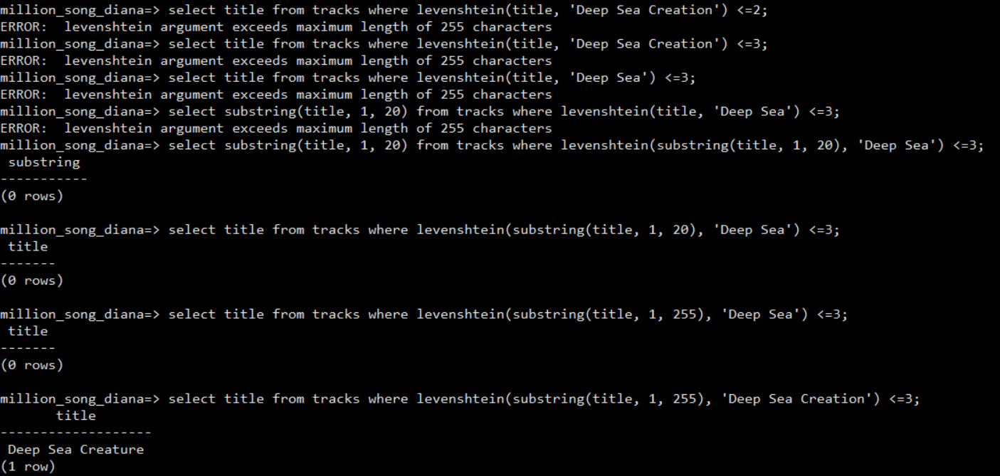 million_song_diana=> select title from tracks where levenshtein(title, 'Deep Sea Creation') <=2;
ERROR:  levenshtein argument exceeds maximum length of 255 characters
million_song_diana=> select title from tracks where levenshtein(title, 'Deep Sea Creation') <=3;
ERROR:  levenshtein argument exceeds maximum length of 255 characters
million_song_diana=> select title from tracks where levenshtein(title, 'Deep Sea') <=3;
ERROR:  levenshtein argument exceeds maximum length of 255 characters
million_song_diana=> select substring(title, 1, 20) from tracks where levenshtein(title, 'Deep Sea') <=3;
ERROR:  levenshtein argument exceeds maximum length of 255 characters
million_song_diana=> select substring(title, 1, 20) from tracks where levenshtein(substring(title, 1, 20), 'Deep Sea') <=3;
 substring
-----------
(0 rows)
million_song_diana=> select title from tracks where levenshtein(substring(title, 1, 20), 'Deep Sea') <=3;
 title
-------
(0 rows)
million_song_diana=> select title from tracks where levenshtein(substring(title, 1, 255), 'Deep Sea') <=3;
 title
-------
(0 rows)
million_song_diana=> select title from tracks where levenshtein(substring(title, 1, 255), 'Deep Sea Creation') <=3;
       title
-------------------
 Deep Sea Creature
(1 row)